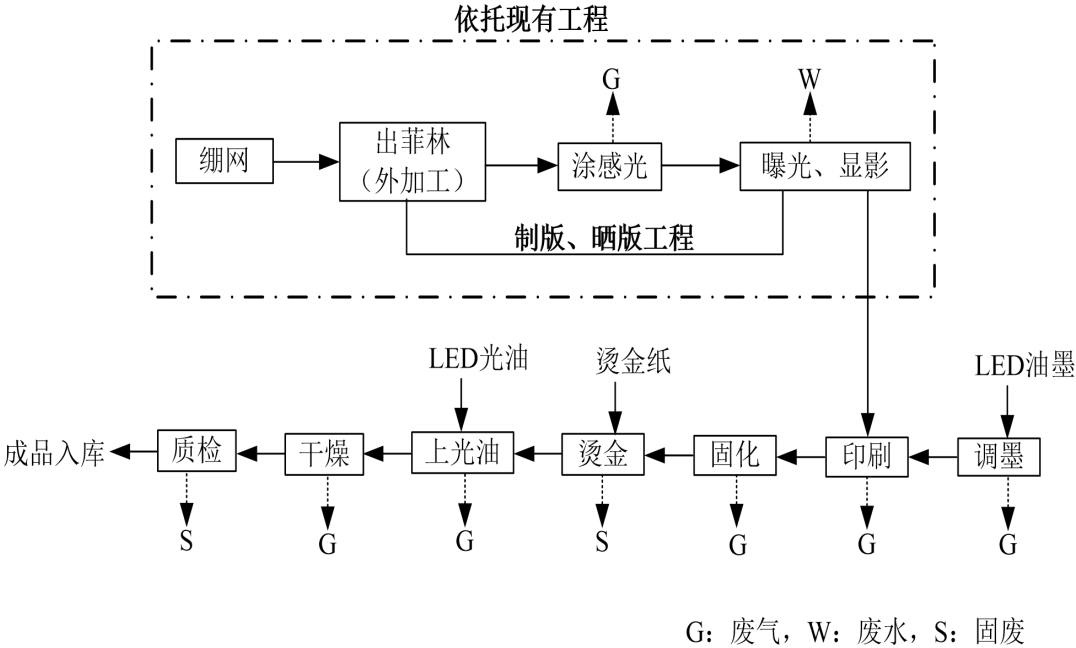 依托现有工程
G
W
绷网
出菲林
（外加工）
涂感光
曝光、显影
制版、晒版工程
LED光油
烫金纸
LED油墨
成品入库
质检
干燥
上光油
烫金
固化
印刷
调墨
S
G
G
S
G
G
G
G：废气，W：废水，S：固废